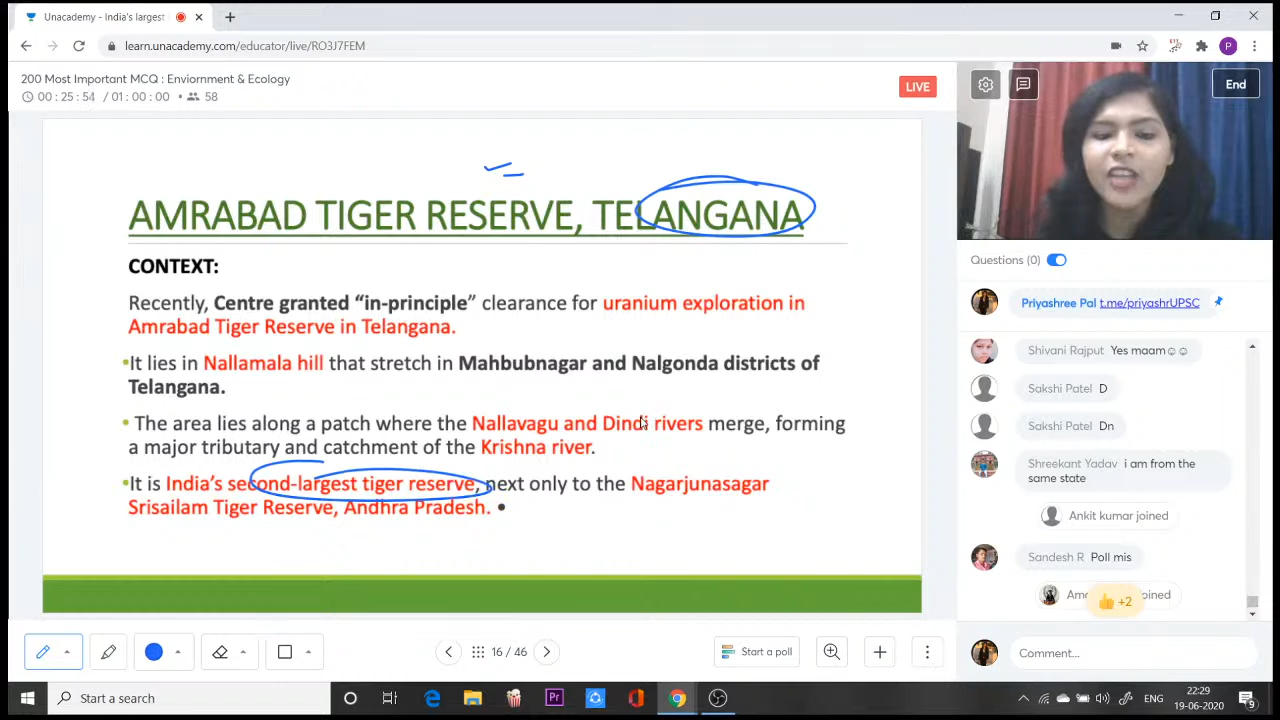 Unacademy - India's largest
learn.unacademy.com/educator/live/RO3J7FEM
200 Most Important MCQ : Enviornment & Ecology
00 : 25 : 54 / 01 : 00 : 00 • 58
LIVE
End
AMRABAD TIGER RESERVE, TELANGANA
CONTEXT:
Recently, Centre granted “in-principle” clearance for uranium exploration in
Amrabad Tiger Reserve in Telangana.
•It lies in Nallamala hill that stretch in Mahbubnagar and Nalgonda districts of
Telangana.
• The area lies along a patch where the Nallavagu and Dindi rivers merge, forming
a major tributary and catchment of the Krishna river.
•It is India’s second-largest tiger reserve, next only to the Nagarjunasagar
Srisailam Tiger Reserve, Andhra Pradesh. •
Questions (0)
Priyashree Pal t.me/priyashrUPSC
Shivani Rajput Yes maam☺☺
Sakshi Patel D
Sakshi Patel Dn
Shreekant Yadav i am from the
same state
Ankit kumar joined
Sandesh R Poll mis
👍 +2
16 / 46
Start a poll
Comment...
Start a search
ENG
22:29
19-06-2020